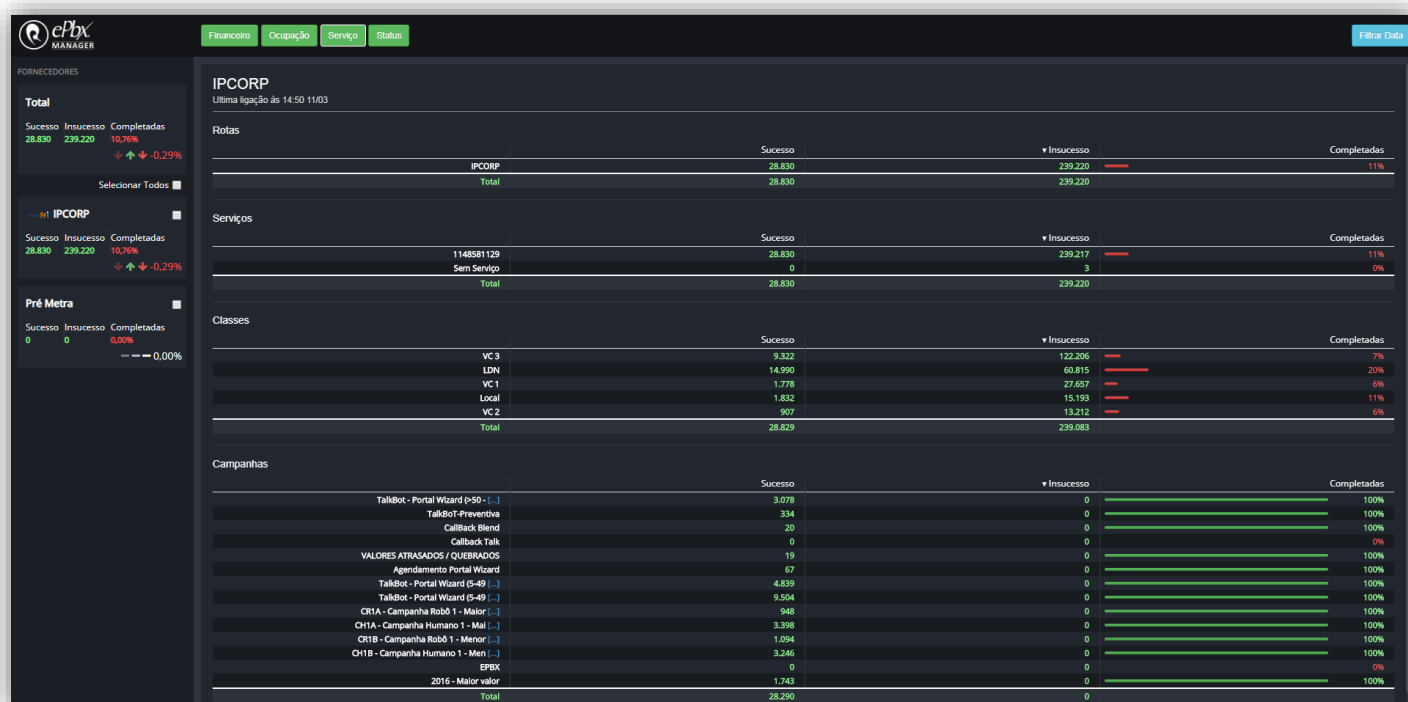 ePbx
MANAGER
Financeiro Ocupação Serviço Status Filtrar Data
FORNECEDORES
Total
Sucesso Insucesso Completadas
28.830 239.220 10,76%
-0,29%
Selecionar Todos
IPCORP
Sucesso Insucesso Completadas
28.830 239.220 10,76%
-0,29%
Pré Metra
Sucesso Insucesso Completadas
0 0 0,00%
0,00%
IPCORP
Ultima ligação às 14:50 11/03
Rotas
Sucesso ▾ Insucesso Completadas
IPCORP 28.830 239.220 11%
Total 28.830 239.220
Serviços
Sucesso ▾ Insucesso Completadas
1148581129 28.830 239.217 11%
Sem Serviço 0 3 0%
Total 28.830 239.220
Classes
Sucesso ▾ Insucesso Completadas
VC 3 9.322 122.206 7%
LDN 14.990 60.815 20%
VC 1 1.778 27.657 6%
Local 1.832 15.193 11%
VC 2 907 13.212 6%
Total 28.829 239.083
Campanhas
Sucesso ▾ Insucesso Completadas
TalkBot - Portal Wizard (>50 - [...] 3.078 0 100%
TalkBoT-Preventiva 334 0 100%
CallBack Blend 20 0 100%
Callback Talk 0 0 0%
VALORES ATRASADOS / QUEBRADOS 19 0 100%
Agendamento Portal Wizard 67 0 100%
TalkBot - Portal Wizard (5-49 [...] 4.839 0 100%
TalkBot - Portal Wizard (5-49 [...] 9.504 0 100%
CR1A - Campanha Robô 1 - Maior [...] 948 0 100%
CH1A - Campanha Humano 1 - Mai [...] 3.398 0 100%
CR1B - Campanha Robô 1 - Menor [...] 1.094 0 100%
CH1B - Campanha Humano 1 - Men [...] 3.246 0 100%
EPBX 0 0 0%
2016 - Maior valor 1.743 0 100%
Total 28.290 0